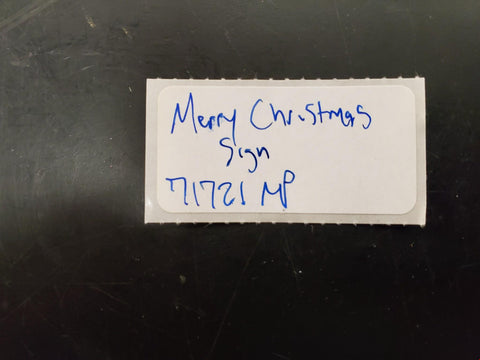 Merry Christmas
Sign
71721 MP